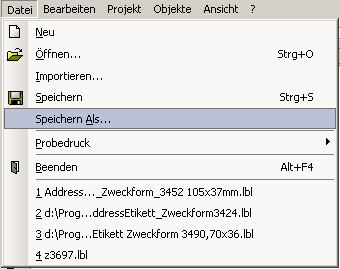 Datei Bearbeiten Projekt Objekte Ansicht ?
Neu
Öffnen... Strg+O
Importieren...
Speichern Strg+S
Speichern Als...
Probedruck
Beenden Alt+F4
1 Address..._Zweckform_3452 105x37mm.lbl
2 d:\Prog...ddressEtikett_Zweckform3424.lbl
3 d:\Prog...Etikett Zweckform 3490,70x36.lbl
4 z3697.lbl